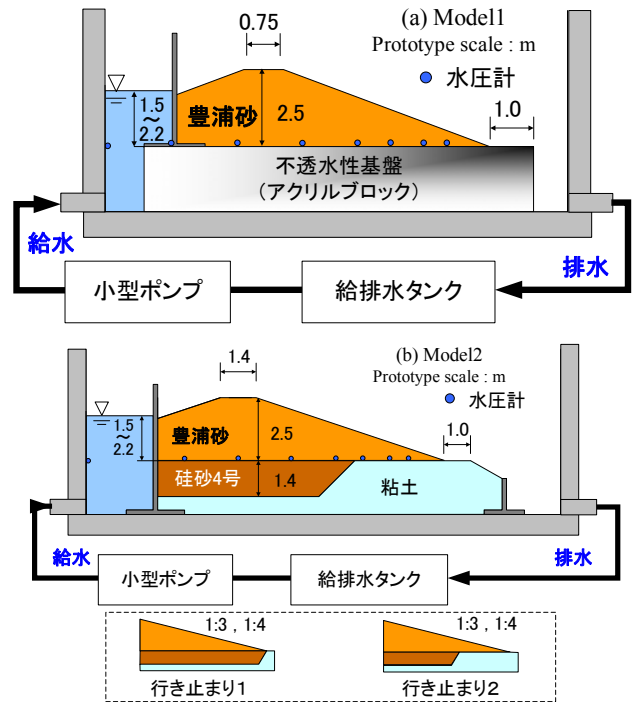 (a) Model1
Prototype scale : m
水圧計
0.75
1.5
～
2.2
豊浦砂
2.5
1.0
不透水性基盤
(アクリルブロック)
給水
排水
小型ポンプ
給排水タンク
(b) Model2
Prototype scale : m
水圧計
1.4
1.5
～
2.2
豊浦砂
2.5
1.0
硅砂4号
1.4
粘土
給水
排水
小型ポンプ
給排水タンク
1:3 , 1:4
1:3 , 1:4
行き止まり1
行き止まり2